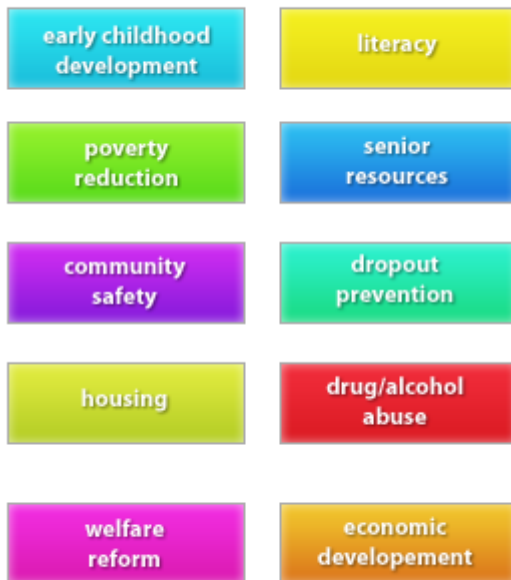 early childhood
development
literacy
poverty
reduction
senior
resources
community
safety
dropout
prevention
housing
drug/alcohol
abuse
welfare
reform
economic
developement